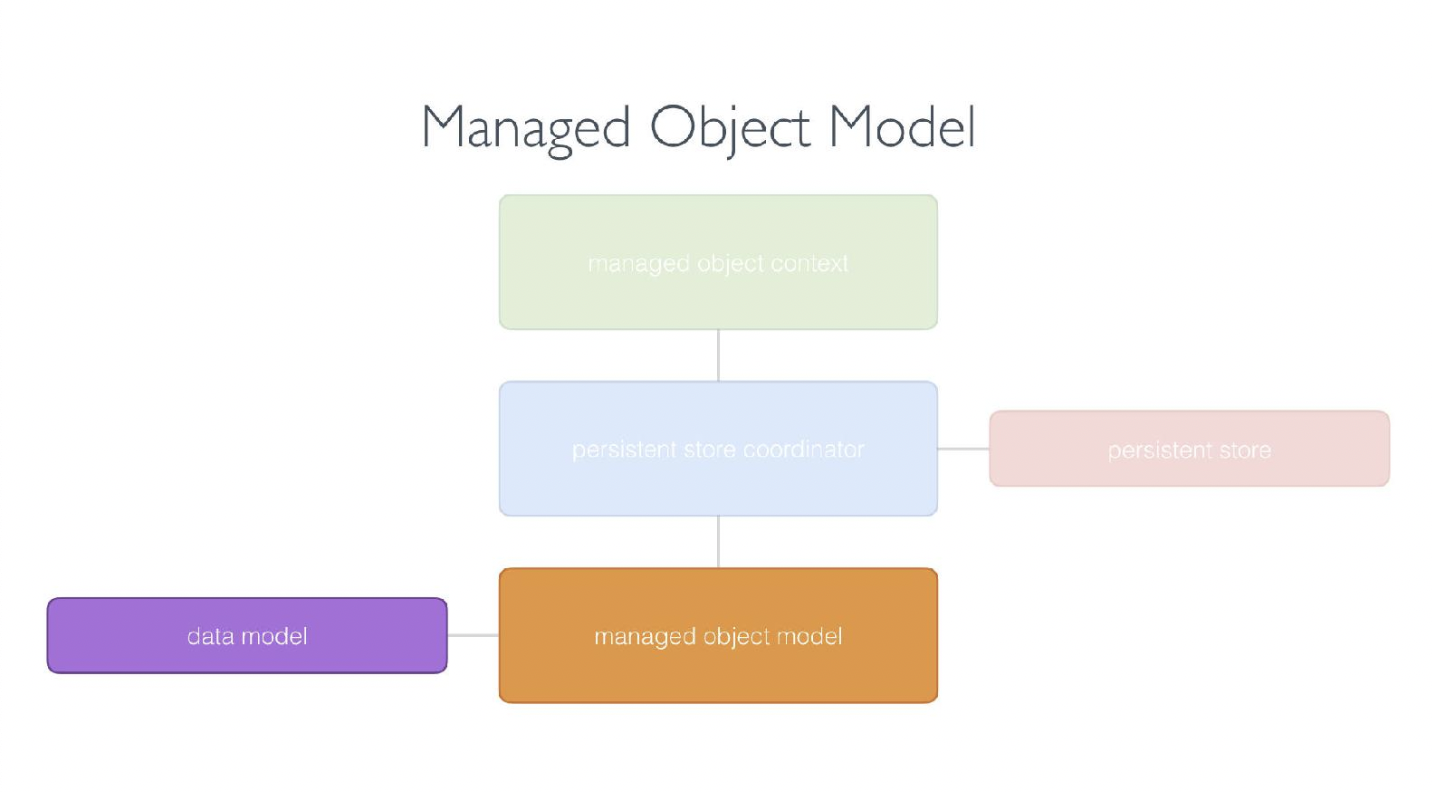 Managed Object Model
managed object context
persistent store coordinator
persistent store
data model
managed object model